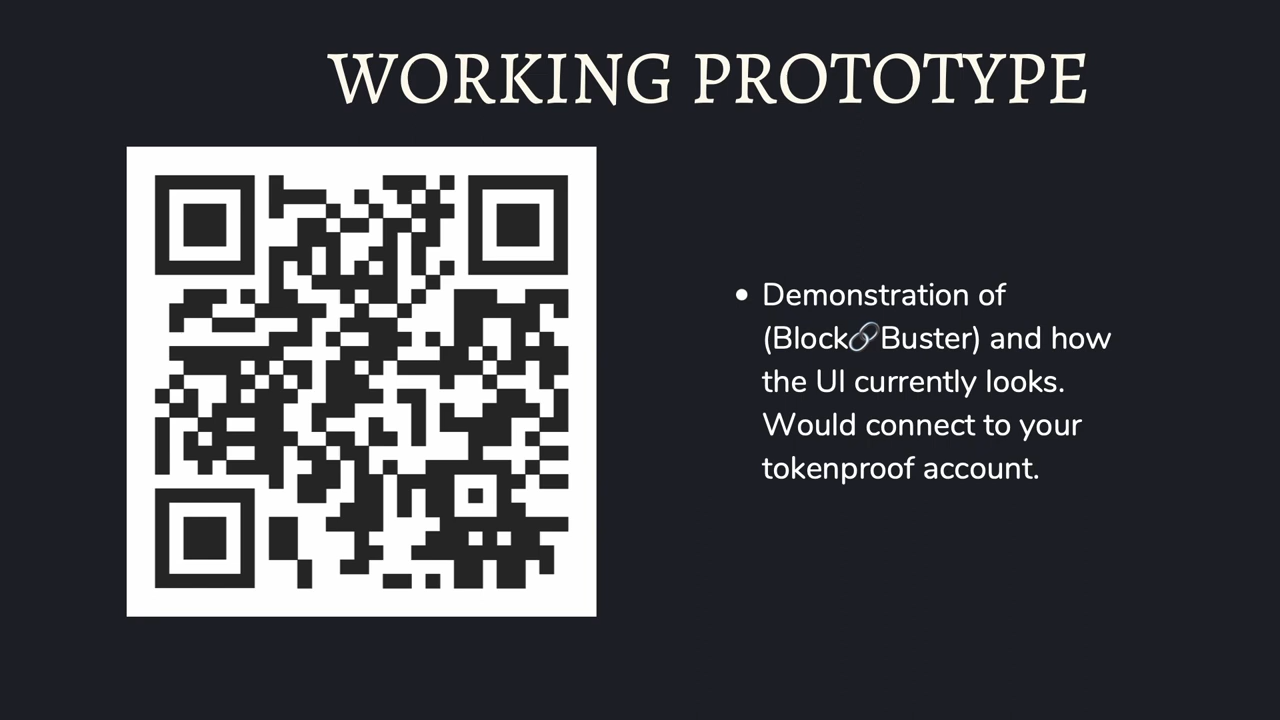 WORKING PROTOTYPE
• Demonstration of
(Block🔗Buster) and how
the UI currently looks.
Would connect to your
tokenproof account.